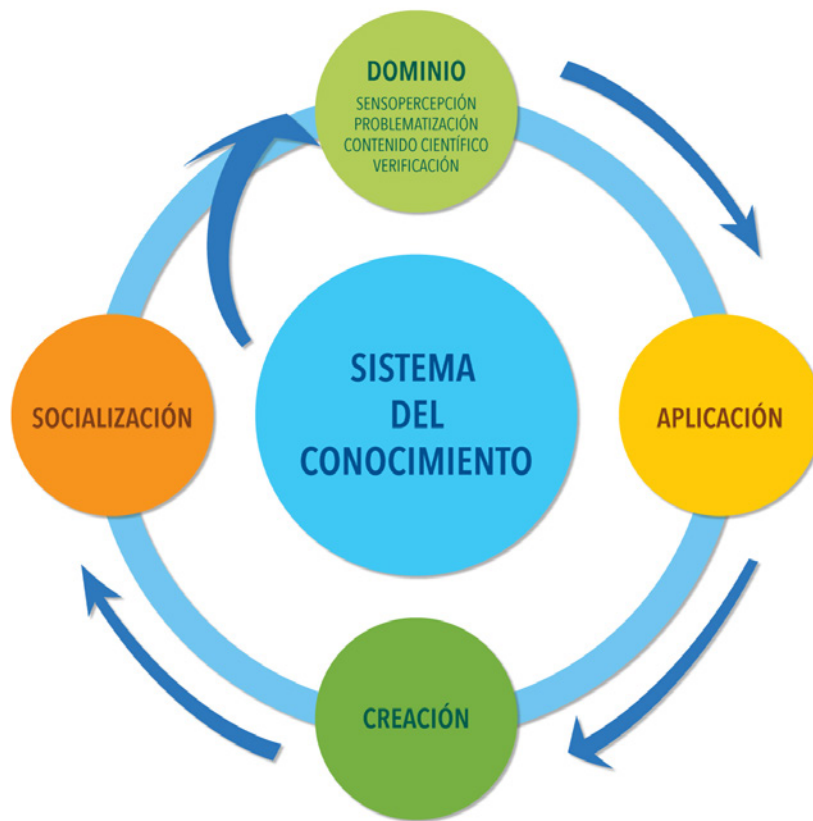 DOMINIO
SENSOPERCEPCIÓN
PROBLEMATIZACIÓN
CONTENIDO CIENTÍFICO
VERIFICACIÓN
SISTEMA
DEL
CONOCIMIENTO
SOCIALIZACIÓN
APLICACIÓN
CREACIÓN